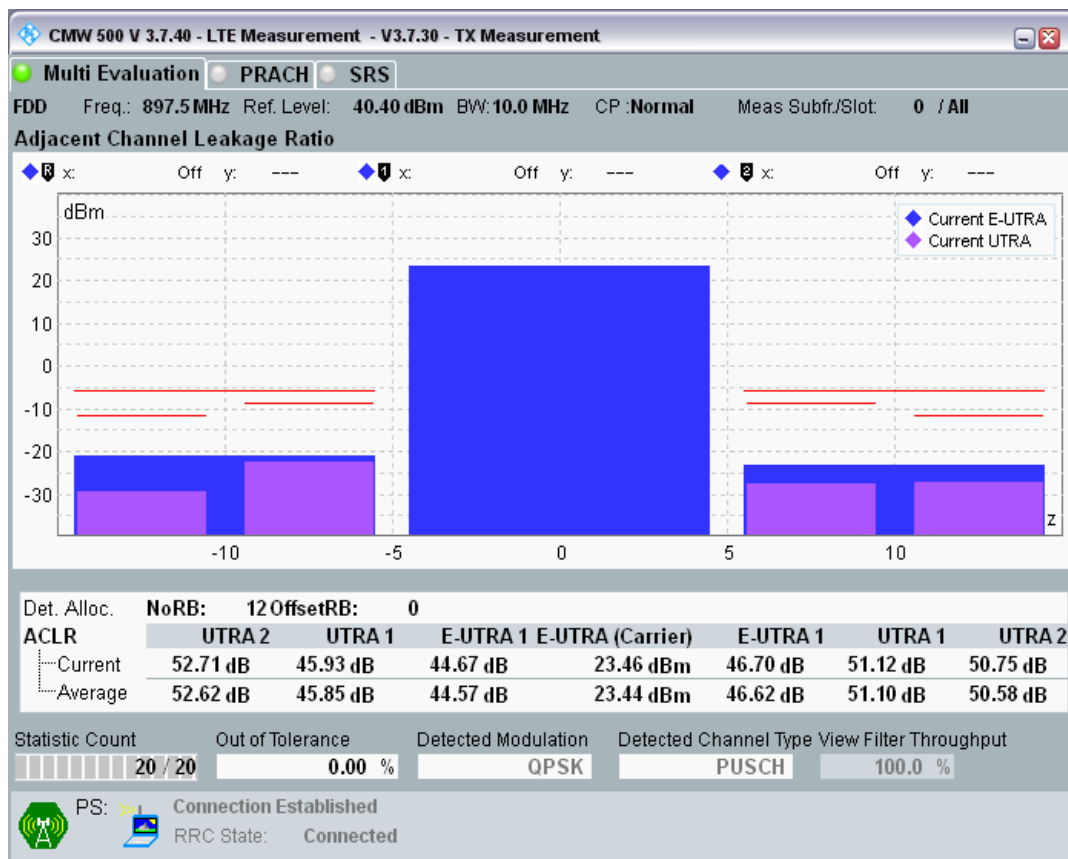 CMW 500 V 3.7.40 - LTE Measurement - V3.7.30 - TX Measurement
Multi Evaluation PRACH SRS
FDD Freq.: 897.5 MHz Ref. Level: 40.40 dBm BW: 10.0 MHz CP :Normal Meas Subfr./Slot: 0 / All
Adjacent Channel Leakage Ratio
R x: Off y: --- 1 x: Off y: --- 2 x: Off y: ---
dBm
Current E-UTRA
Current UTRA
30
20
10
0
-10
-20
-30
z
-10 -5 0 5 10
Det. Alloc. NoRB: 12 OffsetRB: 0
ACLR UTRA 2 UTRA 1 E-UTRA 1 E-UTRA (Carrier) E-UTRA 1 UTRA 1 UTRA 2
Current 52.71 dB 45.93 dB 44.67 dB 23.46 dBm 46.70 dB 51.12 dB 50.75 dB
Average 52.62 dB 45.85 dB 44.57 dB 23.44 dBm 46.62 dB 51.10 dB 50.58 dB
Statistic Count Out of Tolerance Detected Modulation Detected Channel Type View Filter Throughput
20 / 20 0.00 % QPSK PUSCH 100.0 %
PS: Connection Established
RRC State: Connected